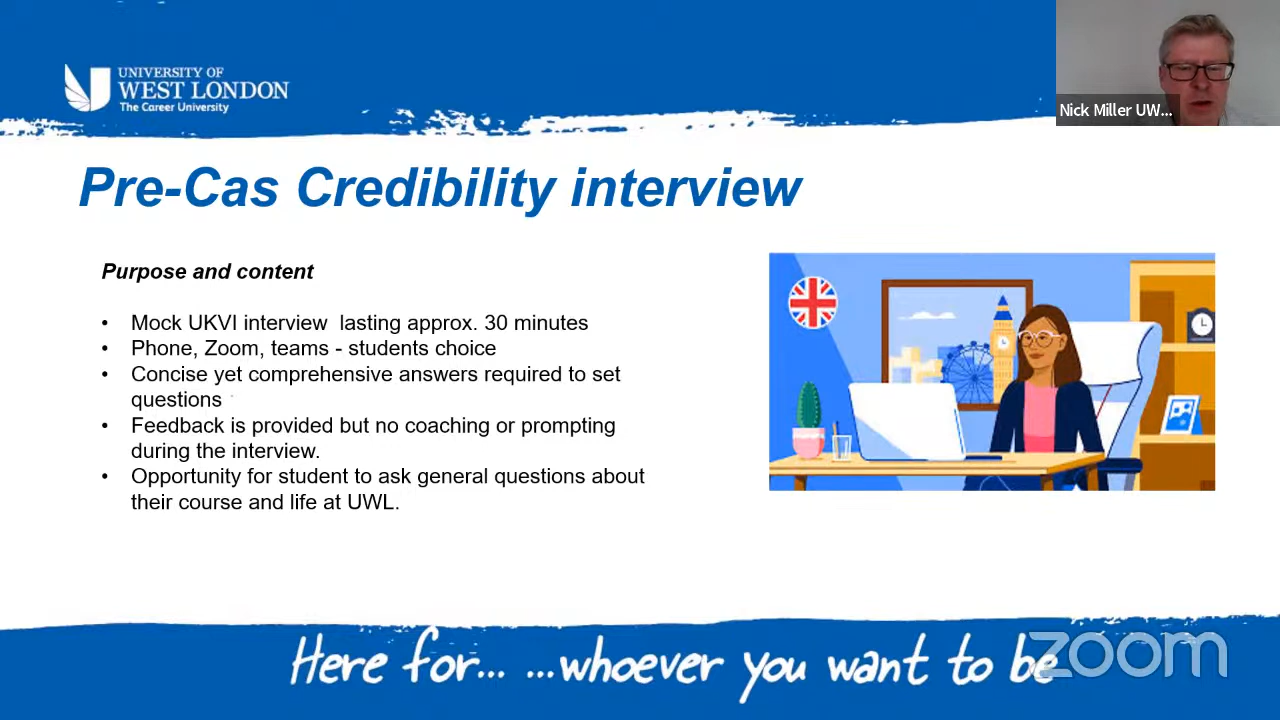 UNIVERSITY OF
WEST LONDON
The Career University
Nick Miller UW...
Pre-Cas Credibility interview
Purpose and content
• Mock UKVI interview lasting approx. 30 minutes
• Phone, Zoom, teams - students choice
• Concise yet comprehensive answers required to set
questions
• Feedback is provided but no coaching or prompting
during the interview.
• Opportunity for student to ask general questions about
their course and life at UWL.
Here for... ...whoever you want to be
zoom